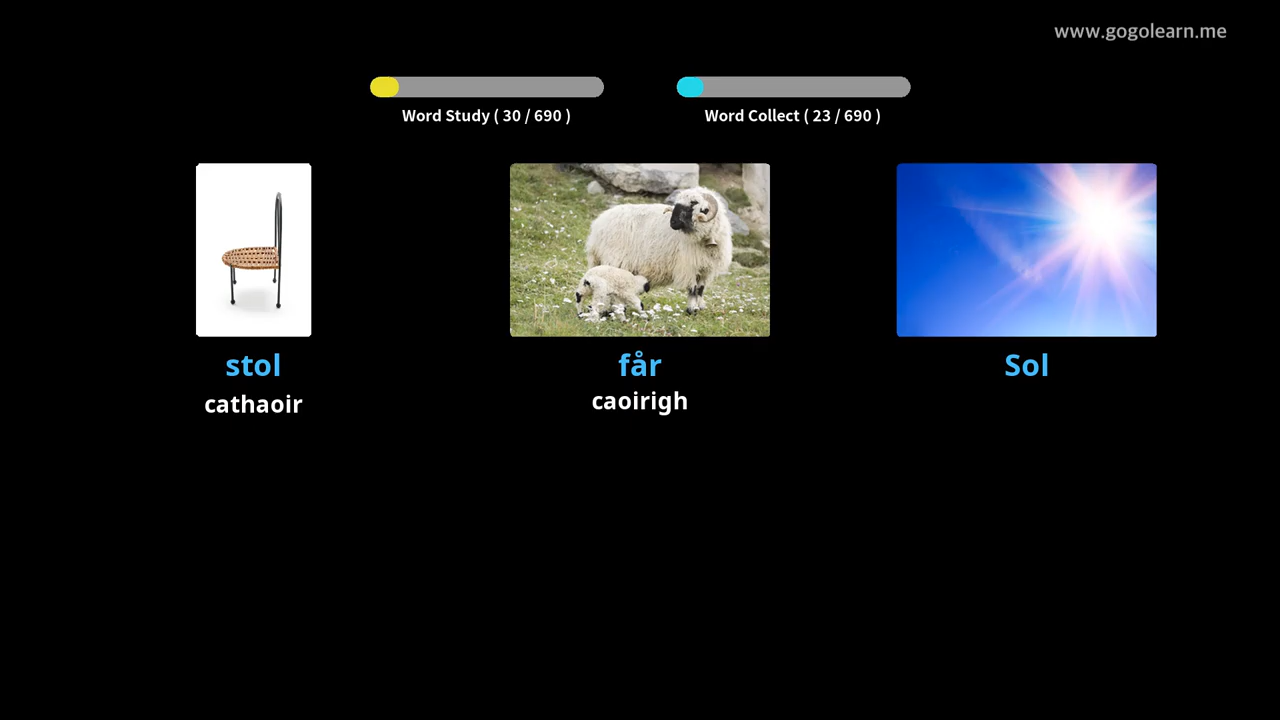 www.gogolearn.me
Word Study ( 30 / 690 )
Word Collect ( 23 / 690 )
stol
får
Sol
cathaoir
caoirigh